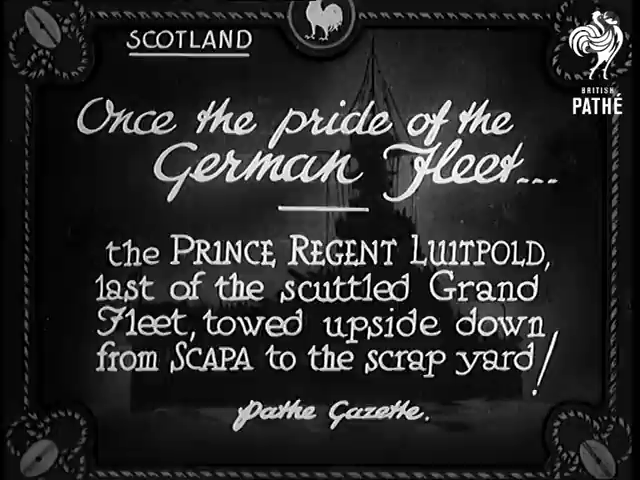 SCOTLAND
BRITISH
PATHÉ
Once the pride of the
German Fleet...
the PRINCE REGENT LUITPOLD,
last of the scuttled Grand
Fleet, towed upside down
from SCAPA to the scrap yard!
Pathe Gazette.